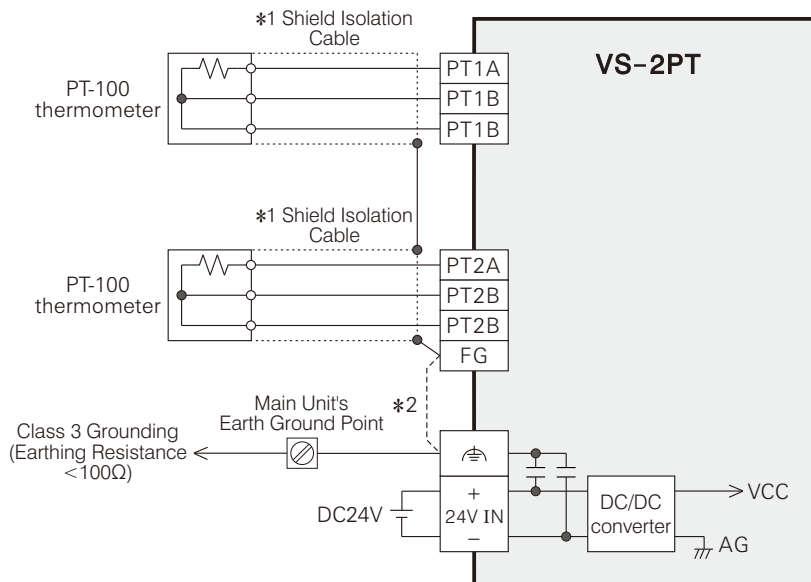 *1 Shield Isolation
Cable
VS-2PT
PT-100
thermometer
PT1A
PT1B
PT1B
*1 Shield Isolation
Cable
PT-100
thermometer
PT2A
PT2B
PT2B
FG
*2
Main Unit's
Earth Ground Point
Class 3 Grounding
(Earthing Resistance
<100Ω)
DC24V
+
24V IN
−
DC/DC
converter
VCC
AG